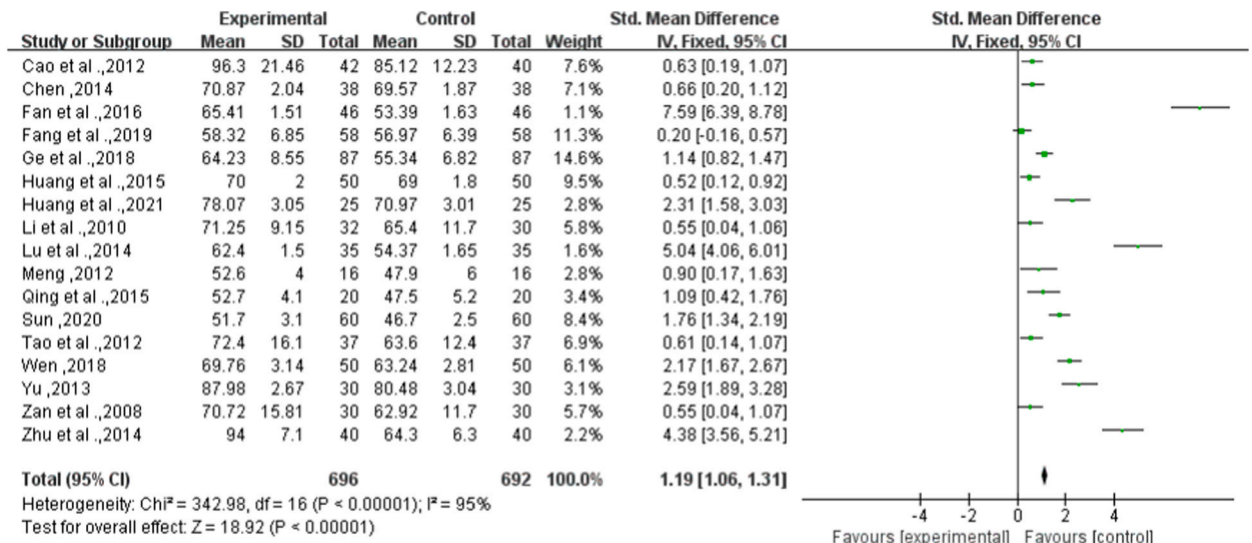 Experimental Control Std. Mean Difference Std. Mean Difference
Study or Subgroup Mean SD Total Mean SD Total Weight IV, Fixed, 95% CI IV, Fixed, 95% CI
Cao et al .,2012 96.3 21.46 42 85.12 12.23 40 7.6% 0.63 [0.19, 1.07]
Chen ,2014 70.87 2.04 38 69.57 1.87 38 7.1% 0.66 [0.20, 1.12]
Fan et al .,2016 65.41 1.51 46 53.39 1.63 46 1.1% 7.59 [6.39, 8.78]
Fang et al .,2019 58.32 6.85 58 56.97 6.39 58 11.3% 0.20 [-0.16, 0.57]
Ge et al .,2018 64.23 8.55 87 55.34 6.82 87 14.6% 1.14 [0.82, 1.47]
Huang et al .,2015 70 2 50 69 1.8 50 9.5% 0.52 [0.12, 0.92]
Huang et al .,2021 78.07 3.05 25 70.97 3.01 25 2.8% 2.31 [1.58, 3.03]
Li et al .,2010 71.25 9.15 32 65.4 11.7 30 5.8% 0.55 [0.04, 1.06]
Lu et al .,2014 62.4 1.5 35 54.37 1.65 35 1.6% 5.04 [4.06, 6.01]
Meng ,2012 52.6 4 16 47.9 6 16 2.8% 0.90 [0.17, 1.63]
Qing et al .,2015 52.7 4.1 20 47.5 5.2 20 3.4% 1.09 [0.42, 1.76]
Sun ,2020 51.7 3.1 60 46.7 2.5 60 8.4% 1.76 [1.34, 2.19]
Tao et al .,2012 72.4 16.1 37 63.6 12.4 37 6.9% 0.61 [0.14, 1.07]
Wen ,2018 69.76 3.14 50 63.24 2.81 50 6.1% 2.17 [1.67, 2.67]
Yu ,2013 87.98 2.67 30 80.48 3.04 30 3.1% 2.59 [1.89, 3.28]
Zan et al .,2008 70.72 15.81 30 62.92 11.7 30 5.7% 0.55 [0.04, 1.07]
Zhu et al .,2014 94 7.1 40 64.3 6.3 40 2.2% 4.38 [3.56, 5.21]
Total (95% CI) 696 692 100.0% 1.19 [1.06, 1.31]
Heterogeneity: Chi² = 342.98, df = 16 (P < 0.00001); I² = 95%
Test for overall effect: Z = 18.92 (P < 0.00001)
-4 -2 0 2 4
Favours [experimental] Favours [control]